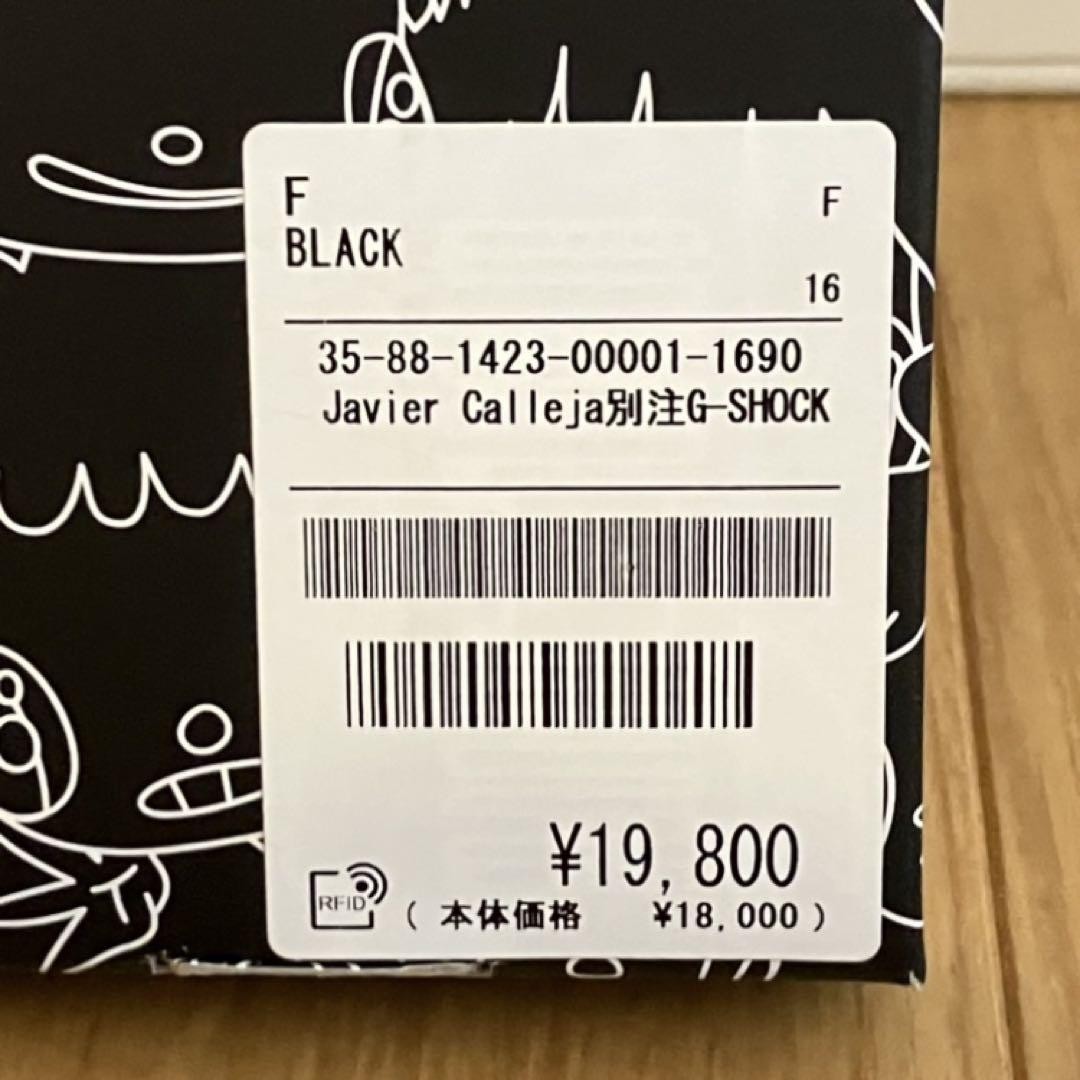 F F
BLACK
16
35-88-1423-00001-1690
Javier Calleja別注G-SHOCK
¥19,800
RFID
( 本体価格 ¥18,000 )